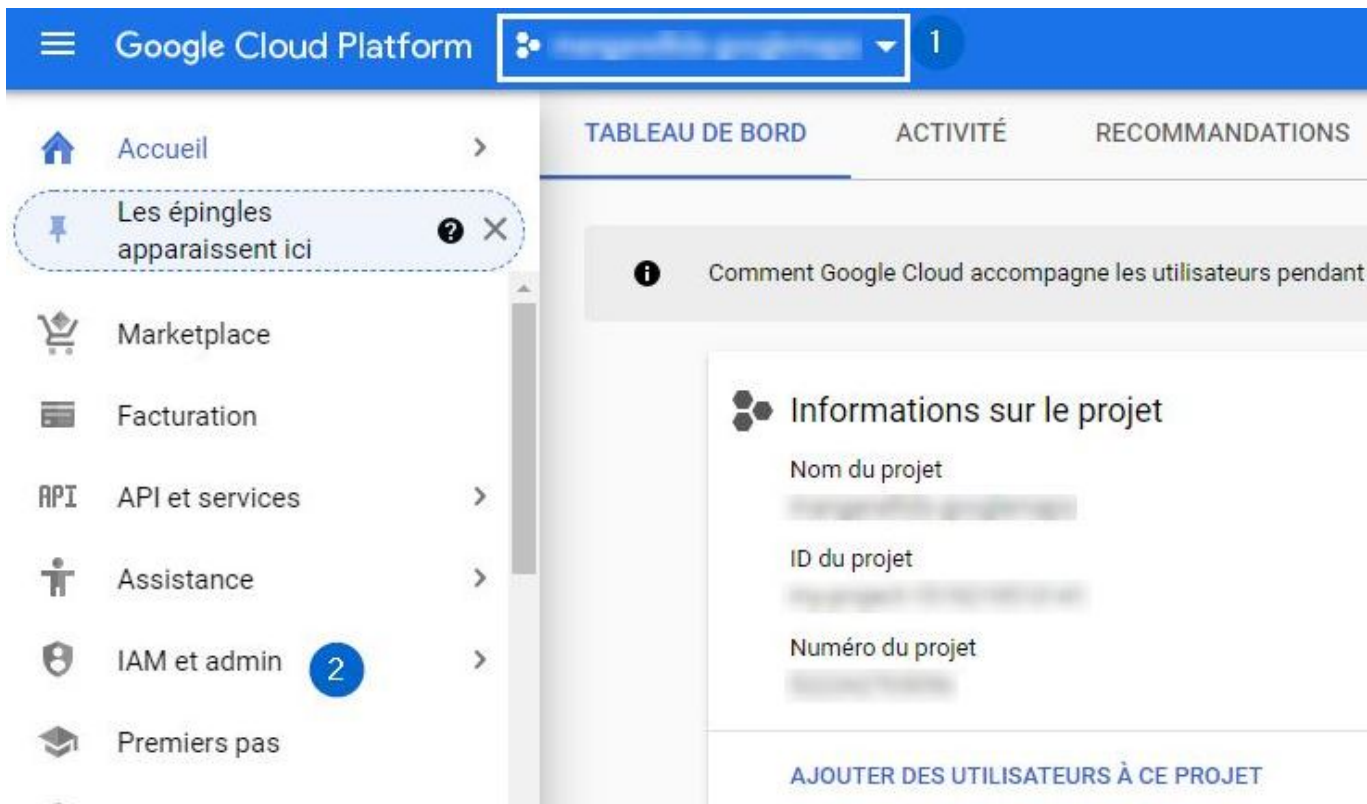 Google Cloud Platform
1
Accueil
Les épingles
apparaissent ici
Marketplace
Facturation
API API et services
Assistance
IAM et admin 2
Premiers pas
TABLEAU DE BORD ACTIVITÉ RECOMMANDATIONS
Comment Google Cloud accompagne les utilisateurs pendant
Informations sur le projet
Nom du projet
ID du projet
Numéro du projet
AJOUTER DES UTILISATEURS À CE PROJET